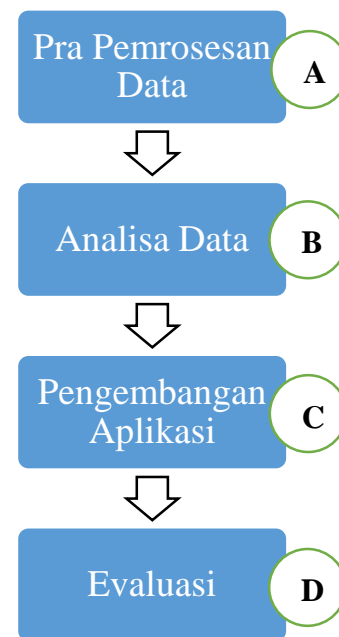 Pra Pemrosesan
Data
A
Analisa Data
B
Pengembangan
Aplikasi
C
Evaluasi
D